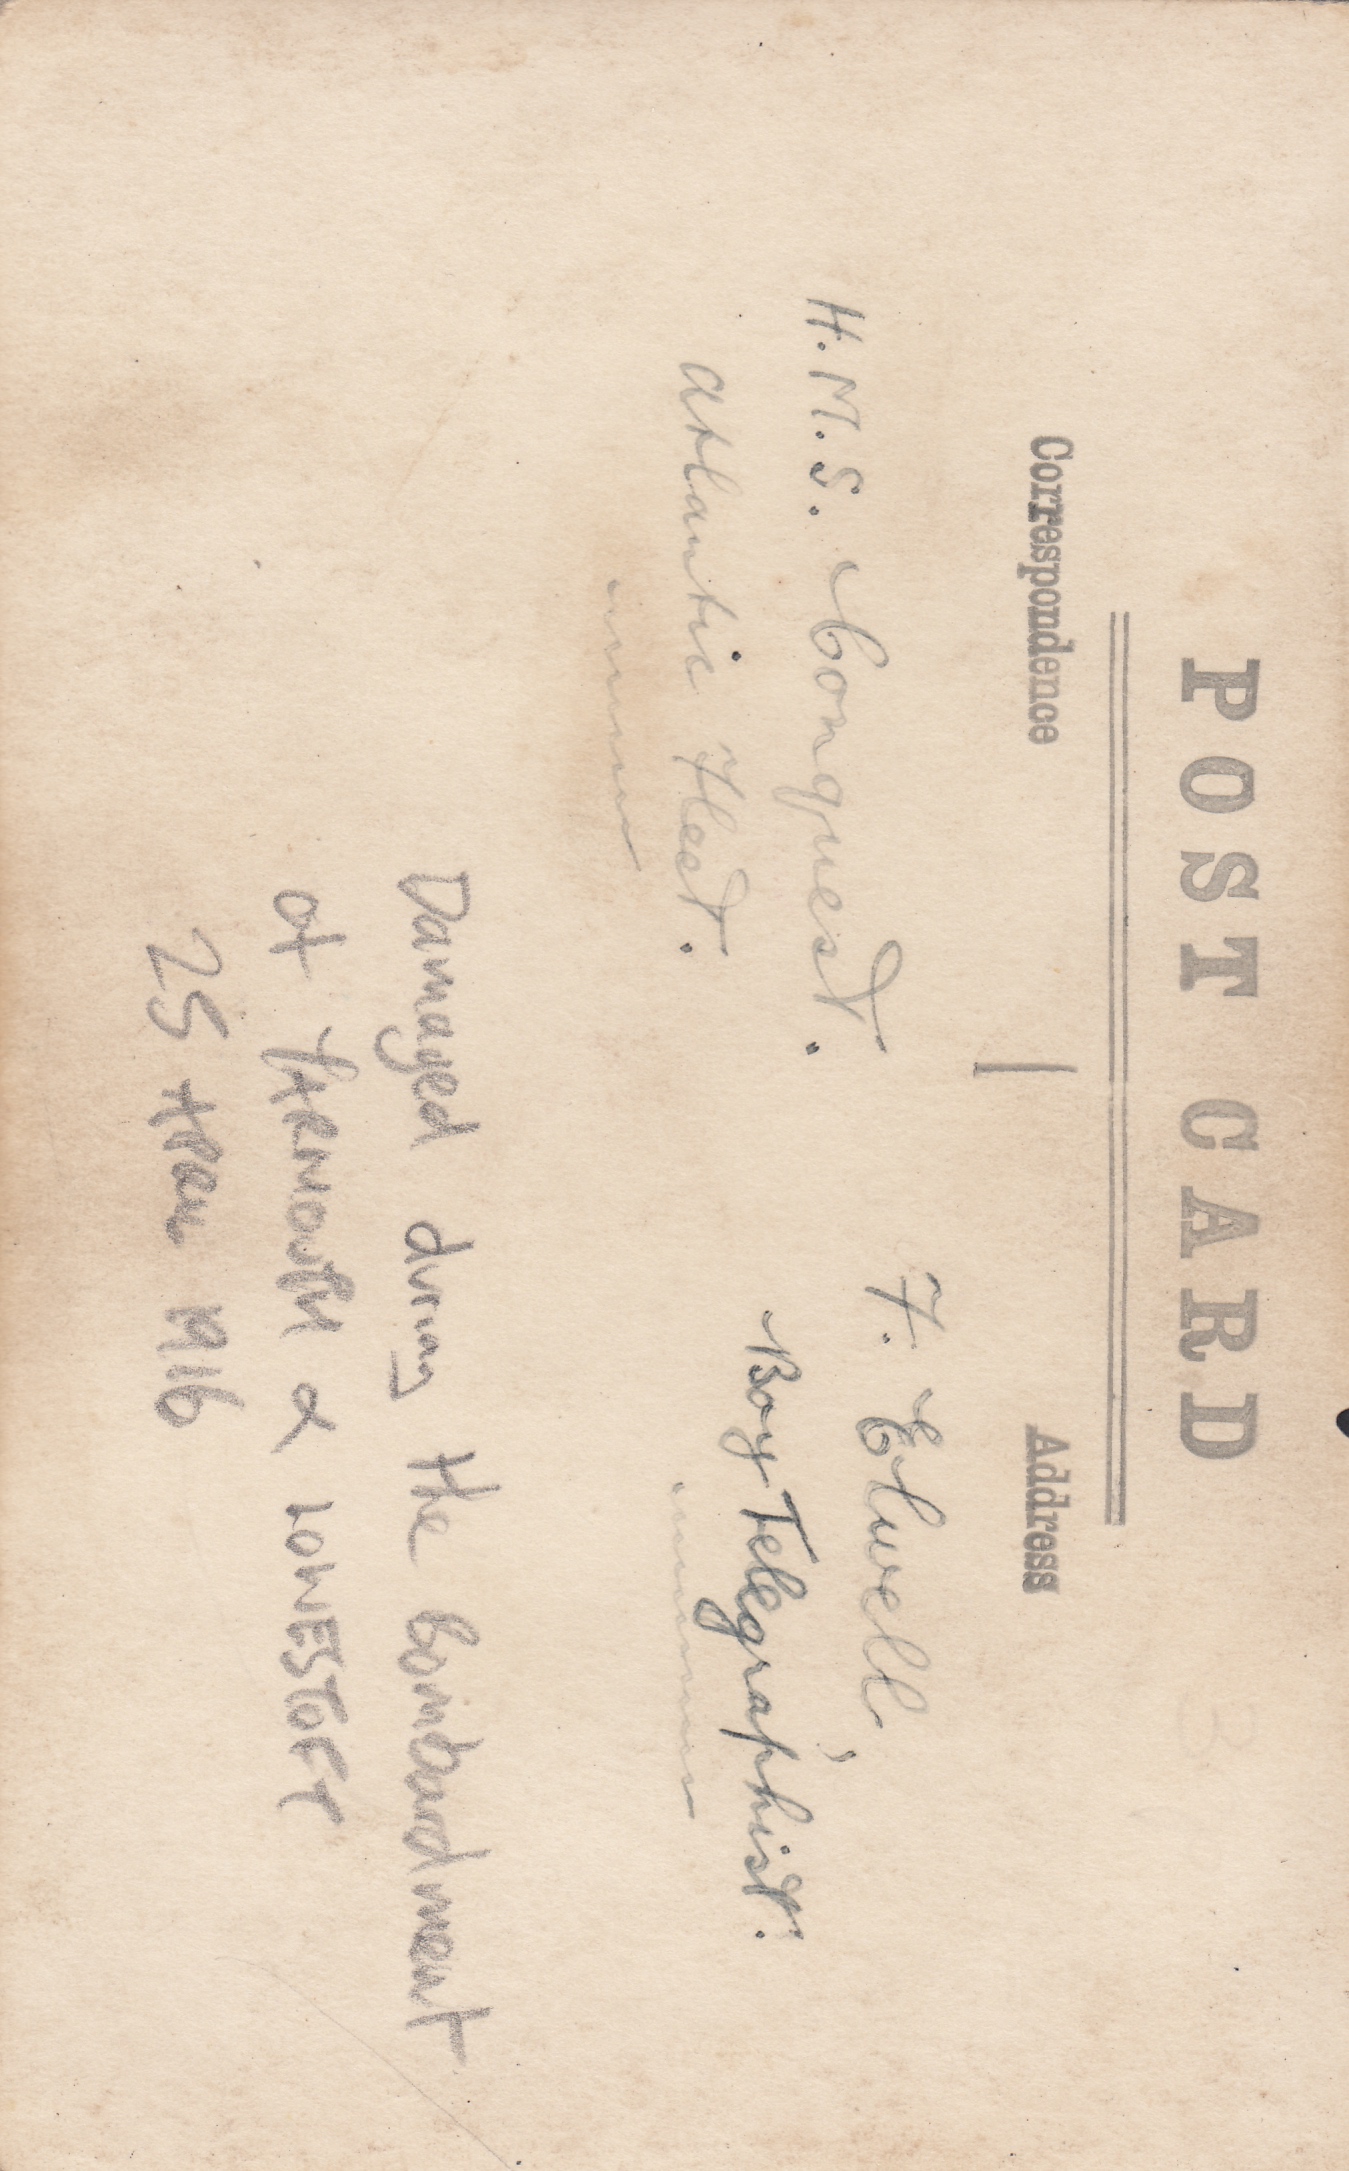 POST CARD
Correspondence
Address
H.M.S. Conquest.
Atlantic Fleet.
F. Elwell,
Boy Telegraphist.
Damaged during the bombardment
of YARMOUTH & LOWESTOFT
25 APRIL 1916